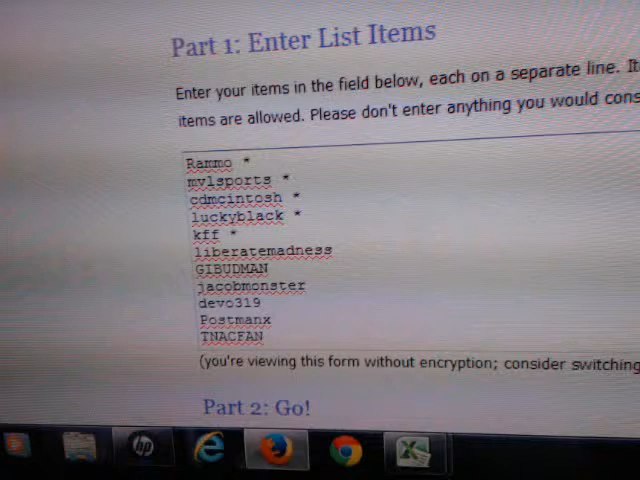 Part 1: Enter List Items
Enter your items in the field below, each on a separate line. It
items are allowed. Please don't enter anything you would cons
Rammo *
mvlsports *
cdmcintosh *
luckyblack *
kff *
liberatemadness
GIBUDMAN
jacobmonster
devo319
Postmanx
TNACFAN
(you're viewing this form without encryption; consider switching
Part 2: Go!
hp